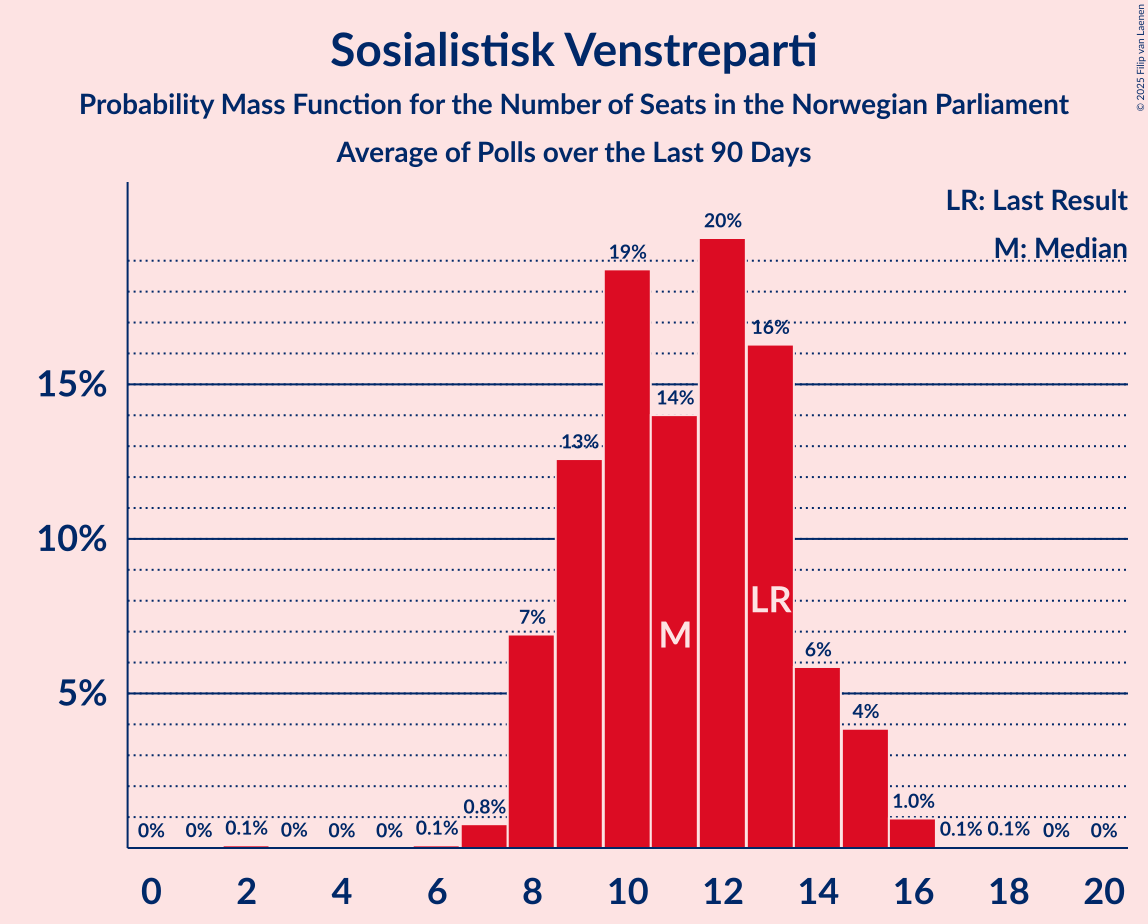 Sosialistisk Venstreparti
Probability Mass Function for the Number of Seats in the Norwegian Parliament
Average of Polls over the Last 90 Days
© 2025 Filip van Laenen
LR: Last Result
M: Median
20%
19%
16%
15%
14%
13%
10%
LR
M
7%
6%
5%
4%
0% 0% 0.1% 0% 0% 0% 0.1% 0.8% 1.0% 0.1% 0.1% 0% 0%
0 2 4 6 8 10 12 14 16 18 20